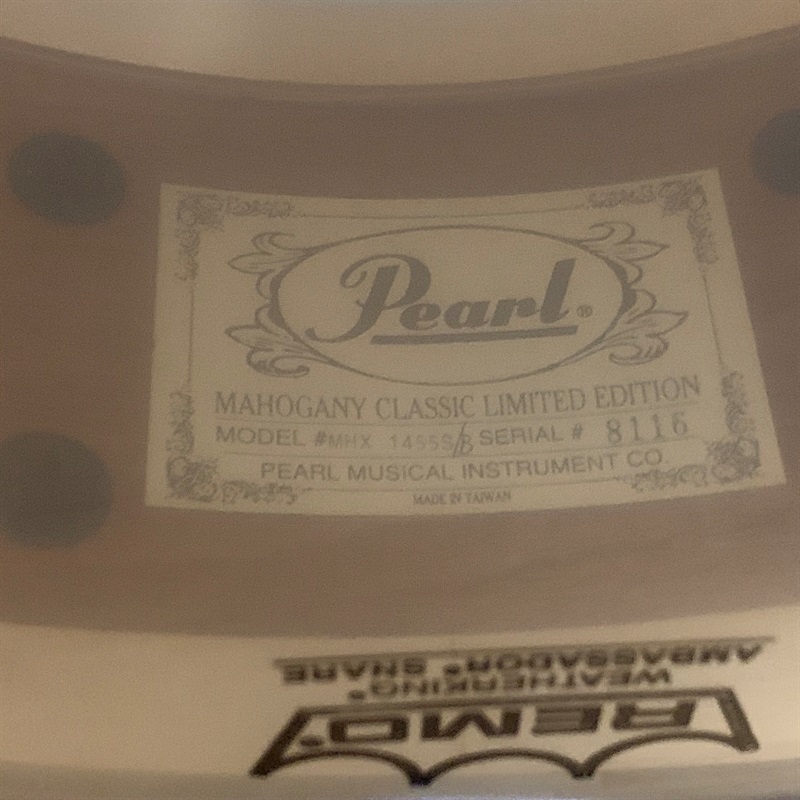 Pearl®
MAHOGANY CLASSIC LIMITED EDITION
MODEL #MHX 1455S/B SERIAL # 8116
PEARL MUSICAL INSTRUMENT CO.
MADE IN TAIWAN
REMO®
WEATHERKING®
AMBASSADOR® SNARE